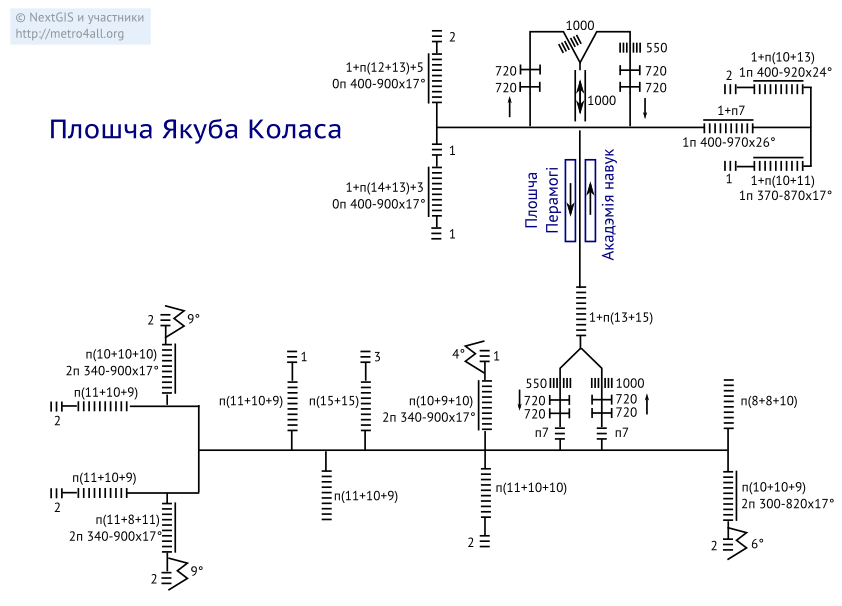 © NextGIS и участники
http://metro4all.org
Плошча Якуба Коласа
2
1+п(12+13)+5
0п 400-900x17°
1000
550
720
720
720
720
1000
1+п(10+13)
2
1п 400-920x24°
1+п7
1п 400-970x26°
1
1+п(10+11)
1п 370-870x17°
1
1+п(14+13)+3
0п 400-900x17°
1
Плошча
Перамогі
Акадэмія навук
1+п(13+15)
2
9°
п(10+10+10)
2п 340-900x17°
п(11+10+9)
2
1
3
п(11+10+9)
п(15+15)
4°
1
п(10+9+10)
2п 340-900x17°
550
1000
720
720
720
720
п7
п7
п(8+8+10)
п(11+10+9)
2
п(11+8+11)
2п 340-900x17°
2
9°
п(11+10+9)
п(11+10+10)
2
п(10+10+9)
2п 300-820x17°
2
6°